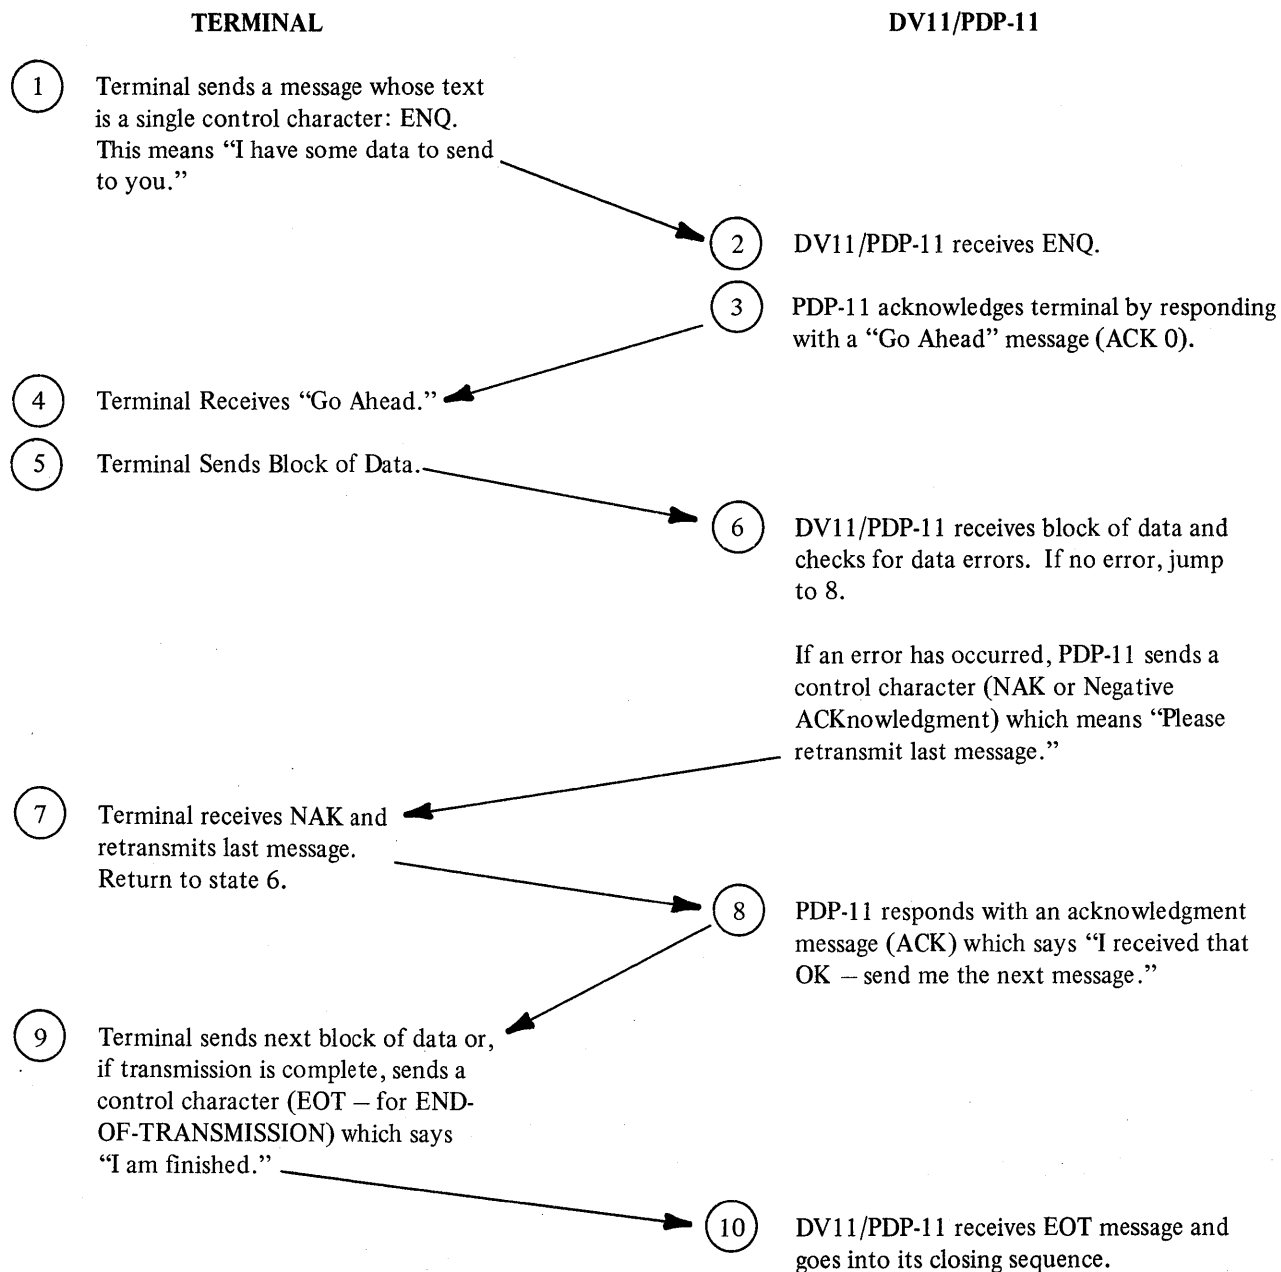 TERMINAL
DV11/PDP-11
1
Terminal sends a message whose text
is a single control character: ENQ.
This means “I have some data to send
to you.”
2
DV11/PDP-11 receives ENQ.
3
PDP-11 acknowledges terminal by responding
with a “Go Ahead” message (ACK 0).
4
Terminal Receives “Go Ahead.”
5
Terminal Sends Block of Data.
6
DV11/PDP-11 receives block of data and
checks for data errors. If no error, jump
to 8.
If an error has occurred, PDP-11 sends a
control character (NAK or Negative
ACKnowledgment) which means “Please
retransmit last message.”
7
Terminal receives NAK and
retransmits last message.
Return to state 6.
8
PDP-11 responds with an acknowledgment
message (ACK) which says “I received that
OK – send me the next message.”
9
Terminal sends next block of data or,
if transmission is complete, sends a
control character (EOT – for END-
OF-TRANSMISSION) which says
“I am finished.”
10
DV11/PDP-11 receives EOT message and
goes into its closing sequence.